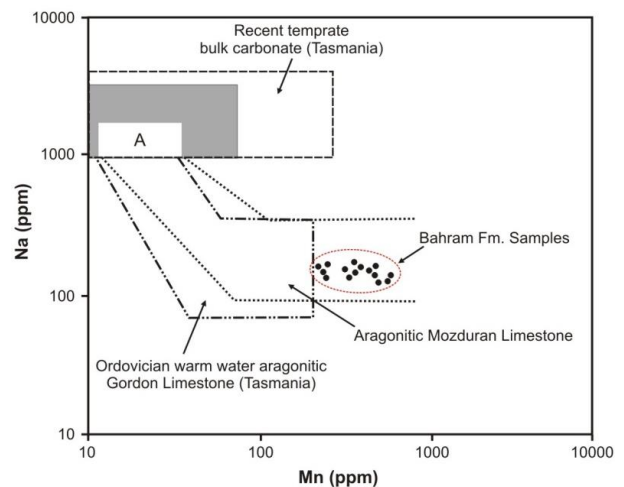 10000
Recent temprate
bulk carbonate (Tasmania)
A
1000
Na (ppm)
Bahram Fm. Samples
100
Aragonitic Mozduran Limestone
Ordovician warm water aragonitic
Gordon Limestone (Tasmania)
10
10
100
1000
10000
Mn (ppm)